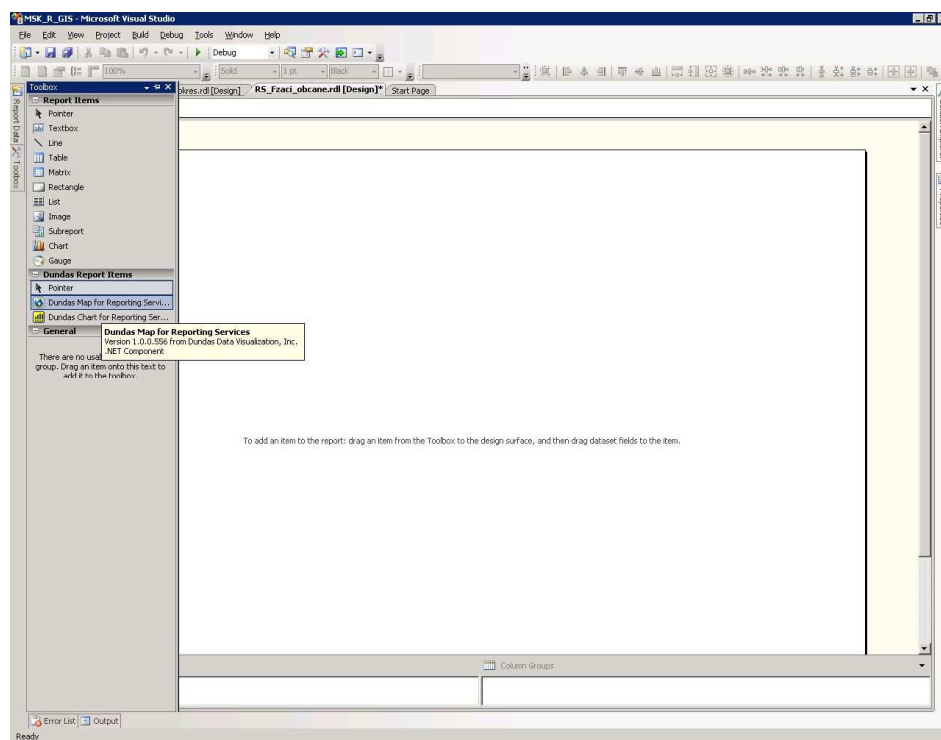 MSK_R_GIS - Microsoft Visual Studio
File Edit View Project Build Debug Tools Window Help
Debug
100% Solid 1 pt Black
Toolbox
okres.rdl [Design] RS_Fzaci_obcane.rdl [Design]* Start Page
Report Data
Toolbox
Report Items
Pointer
Textbox
Line
Table
Matrix
Rectangle
List
Image
Subreport
Chart
Gauge
Dundas Report Items
Pointer
Dundas Map for Reporting Servi...
Dundas Chart for Reporting Ser...
General
Dundas Map for Reporting Services
Version 1.0.0.556 from Dundas Data Visualization, Inc.
.NET Component
There are no usa
group. Drag an item onto this text to
add it to the toolbox.
To add an item to the report: drag an item from the Toolbox to the design surface, and then drag dataset fields to the item.
Column Groups
Error List Output
Ready